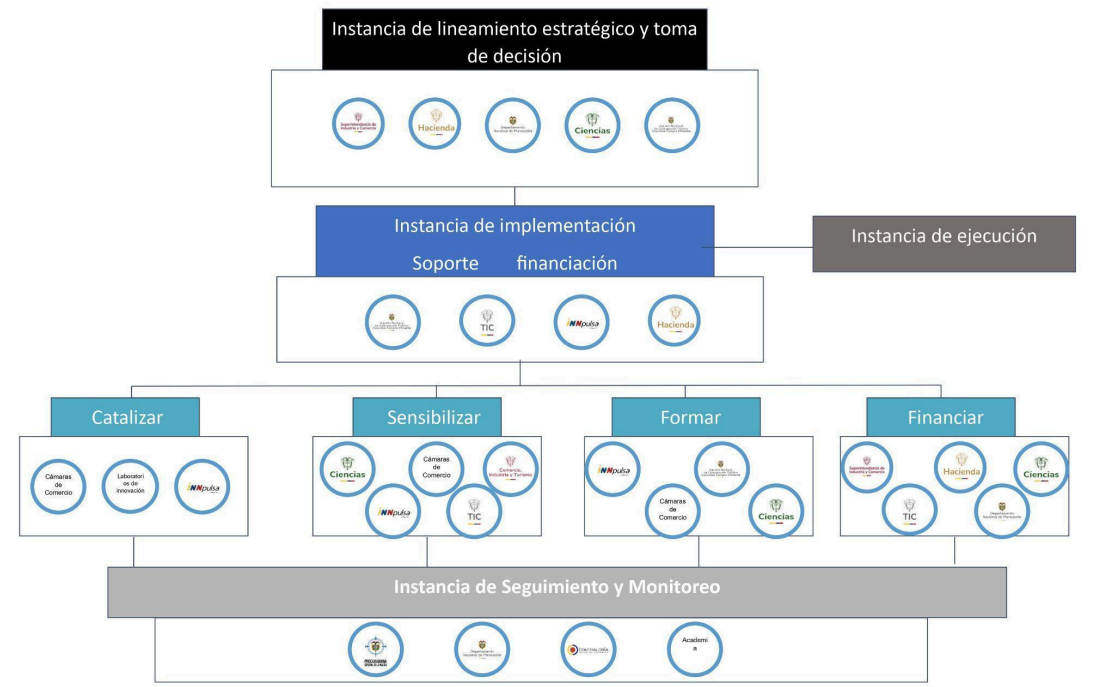 Instancia de lineamiento estratégico y toma
de decisión
Superintendencia de
Industria y Comercio
Hacienda
Departamento
Nacional de Planeación
Ciencias
Instancia de implementación
Soporte financiación
Instancia de ejecución
TIC
iNNpulsa
Hacienda
Catalizar
Sensibilizar
Formar
Financiar
Cámaras
de
Comercio
Laboratori
os de
innovación
iNNpulsa
Ciencias
Cámaras
de
Comercio
Comercio,
Industria y Turismo
iNNpulsa
TIC
iNNpulsa
Cámaras
de
Comercio
Ciencias
Superintendencia de
Industria y Comercio
Hacienda
Ciencias
TIC
Departamento
Nacional de Planeación
Instancia de Seguimiento y Monitoreo
PROCURADURIA
Departamento
Nacional de Planeación
CONTRALORÍA
Academi
a